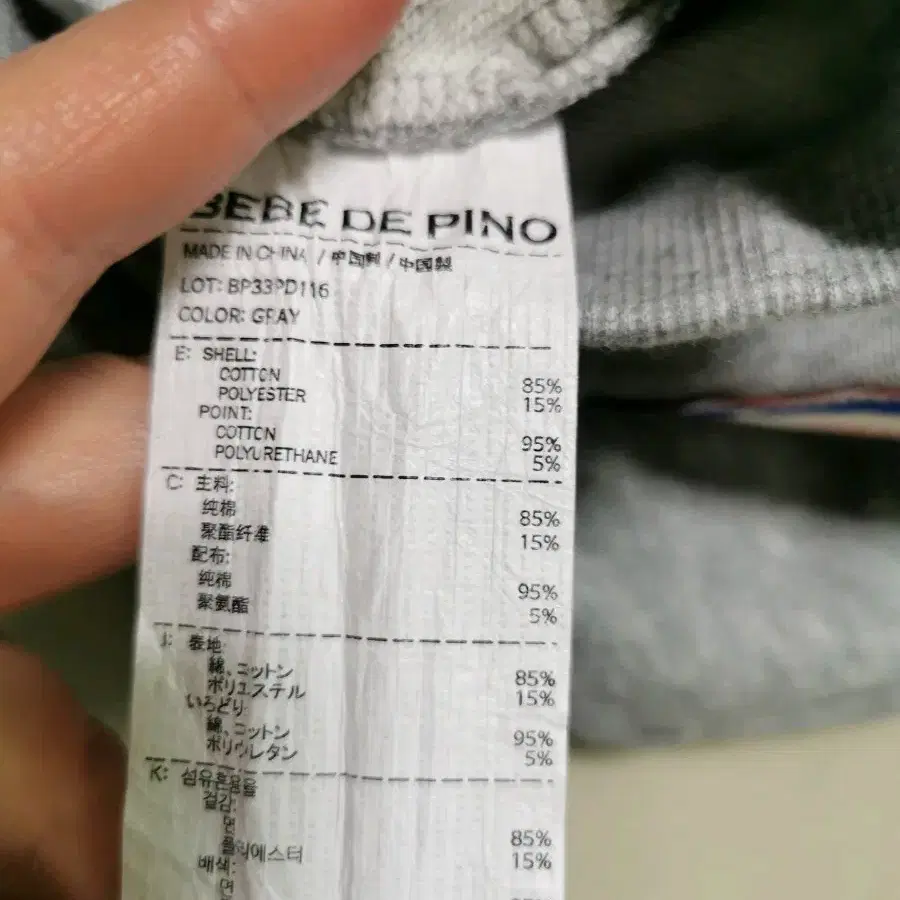 BEBE DE PINO
MADE IN CHINA / 中国制 / 中国製
LOT: BP33PD116
COLOR: GRAY
E: SHELL:
COTTON 85%
POLYESTER 15%
POINT:
COTTON 95%
POLYURETHANE 5%
C: 主料:
纯棉 85%
聚酯纤维 15%
配布:
纯棉 95%
聚氨酯 5%
J: 表地:
綿、コットン 85%
ポリエステル 15%
いろどり:
綿、コットン 95%
ポリウレタン 5%
K: 섬유혼용율
겉감:
면 85%
폴리에스터 15%
배색:
면